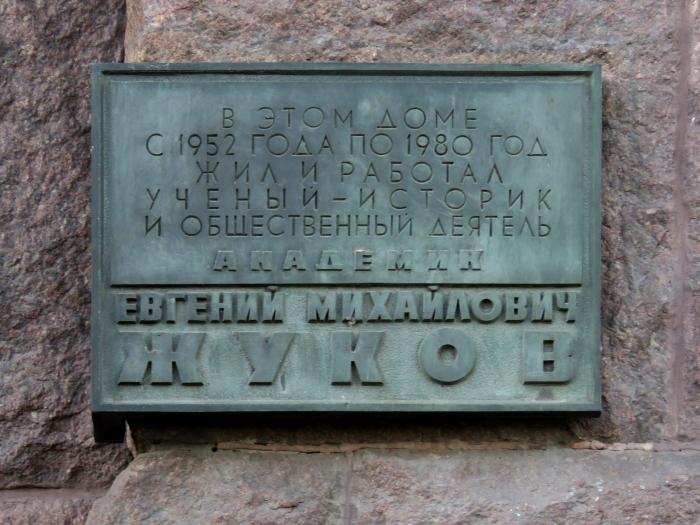 В ЭТОМ ДОМЕ
С 1952 ГОДА ПО 1980 ГОД
ЖИЛ И РАБОТАЛ
УЧЕНЫЙ-ИСТОРИК
И ОБЩЕСТВЕННЫЙ ДЕЯТЕЛЬ
АКАДЕМИК
ЕВГЕНИЙ МИХАЙЛОВИЧ
ЖУКОВ